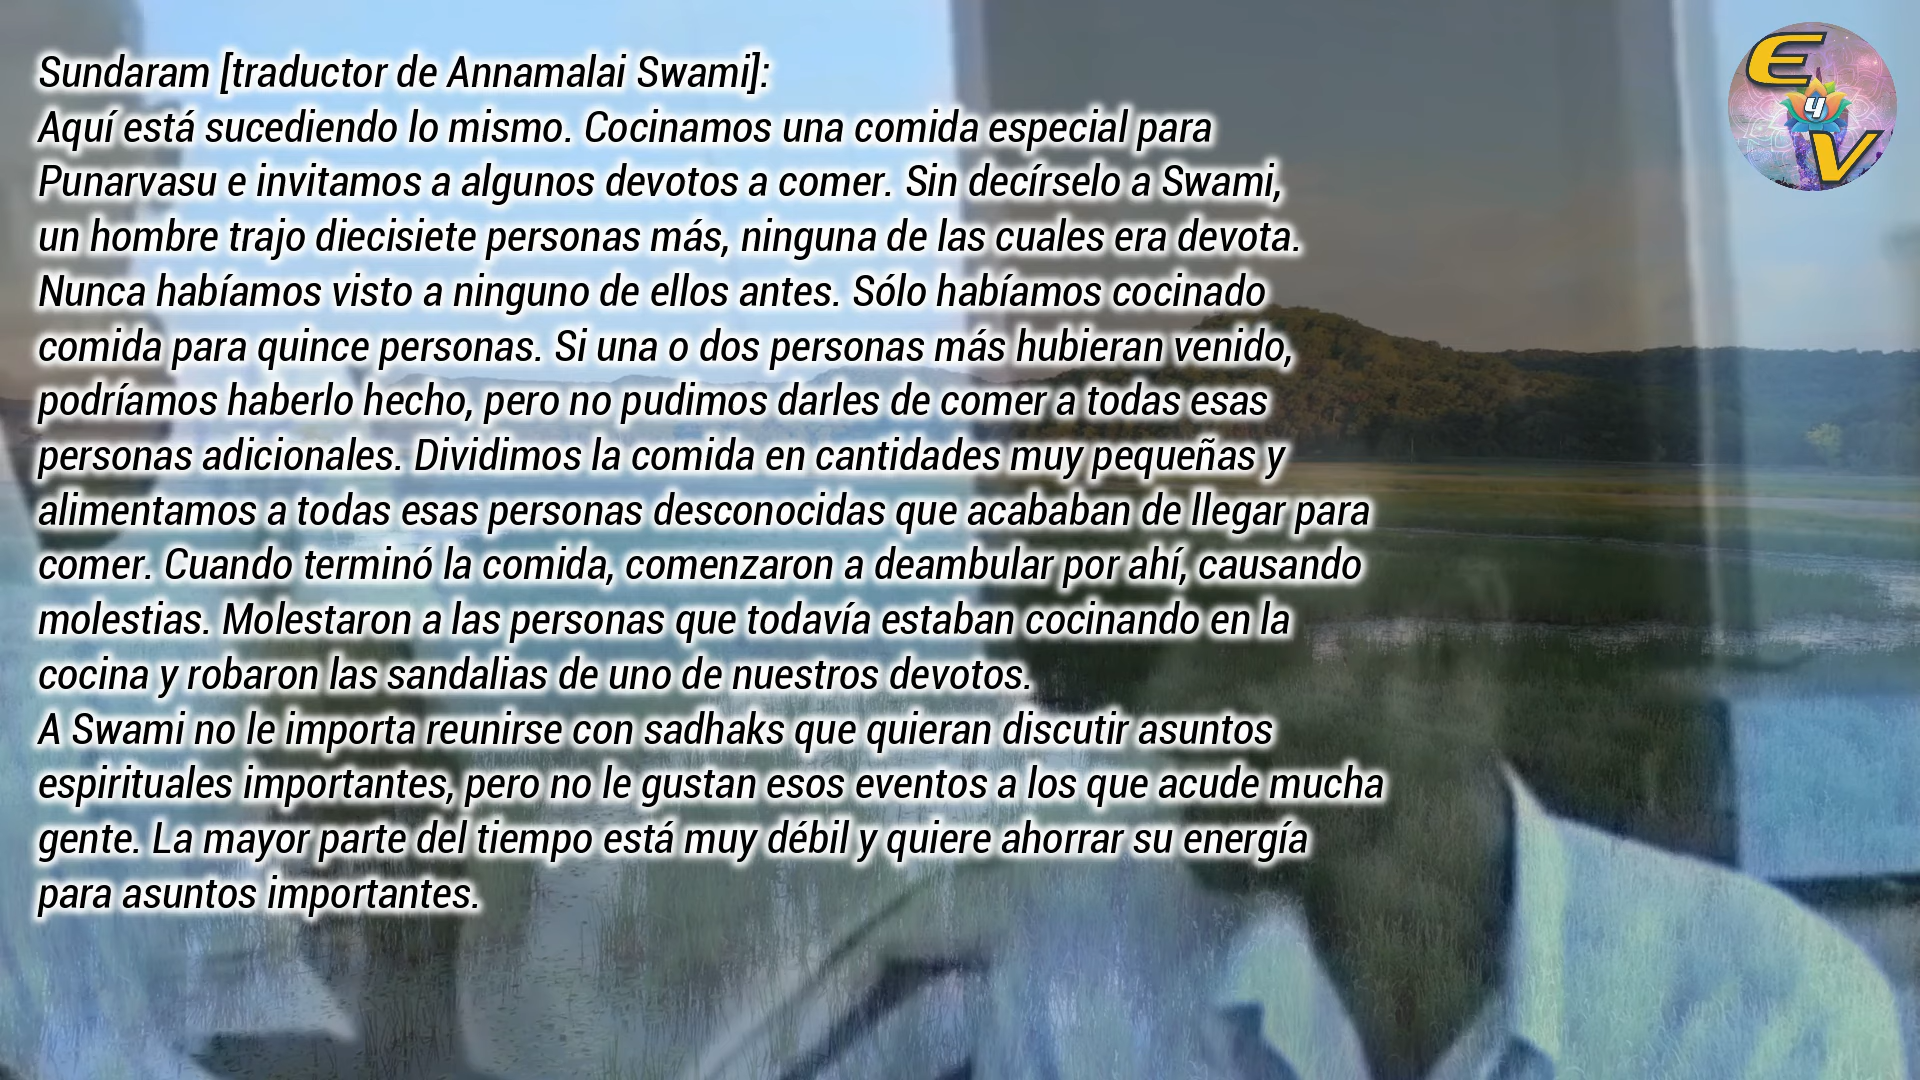 Sundaram [traductor de Annamalai Swami]:
Aquí está sucediendo lo mismo. Cocinamos una comida especial para
Punarvasu e invitamos a algunos devotos a comer. Sin decírselo a Swami,
un hombre trajo diecisiete personas más, ninguna de las cuales era devota.
Nunca habíamos visto a ninguno de ellos antes. Sólo habíamos cocinado
comida para quince personas. Si una o dos personas más hubieran venido,
podríamos haberlo hecho, pero no pudimos darles de comer a todas esas
personas adicionales. Dividimos la comida en cantidades muy pequeñas y
alimentamos a todas esas personas desconocidas que acababan de llegar para
comer. Cuando terminó la comida, comenzaron a deambular por ahí, causando
molestias. Molestaron a las personas que todavía estaban cocinando en la
cocina y robaron las sandalias de uno de nuestros devotos.
A Swami no le importa reunirse con sadhaks que quieran discutir asuntos
espirituales importantes, pero no le gustan esos eventos a los que acude mucha
gente. La mayor parte del tiempo está muy débil y quiere ahorrar su energía
para asuntos importantes.
E
y
V